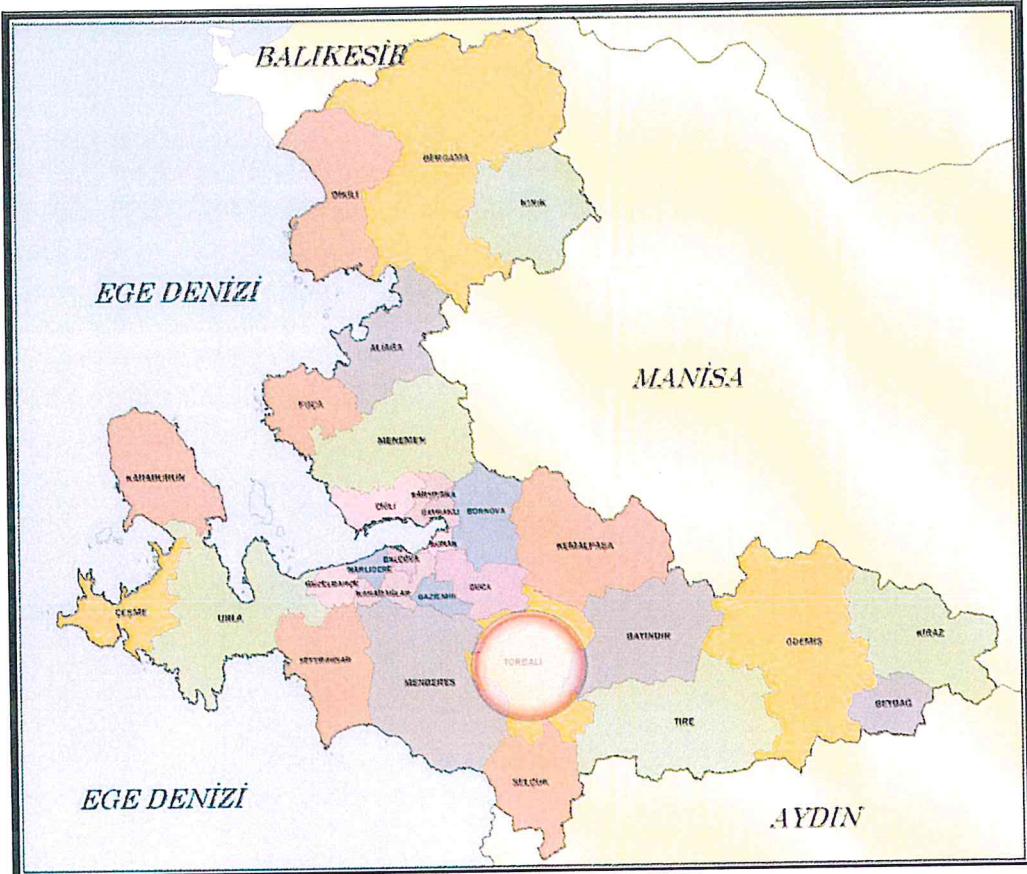 BALIKESİR
BERGAMA
DİKİLİ
KINIK
EGE DENİZİ
ALİAĞA
MANİSA
FOÇA
MENEMEN
KARABURUN
ÇİĞLİ
KARŞIYAKA
BAYRAKLI
BORNOVA
KONAK
KEMALPAŞA
BALÇOVA
NARLIDERE
GÜZELBAHÇE
KARABAĞLAR
GAZİEMİR
BUCA
ÇEŞME
URLA
BAYINDIR
ÖDEMİŞ
KİRAZ
SEFERİHİSAR
MENDERES
TORBALI
BEYDAĞ
TİRE
SELÇUK
EGE DENİZİ
AYDIN